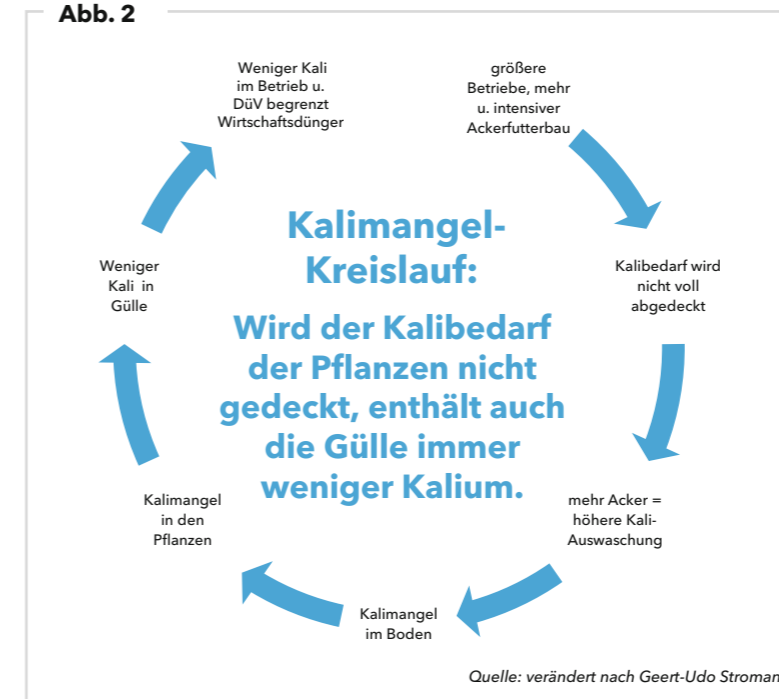 Abb. 2
Weniger Kali
im Betrieb u.
DüV begrenzt
Wirtschaftsdünger
größere
Betriebe, mehr
u. intensiver
Ackerfutterbau
Kalibedarf wird
nicht voll
abgedeckt
mehr Acker =
höhere Kali-
Auswaschung
Kalimangel
im Boden
Kalimangel
in den
Pflanzen
Weniger
Kali in
Gülle
Kalimangel-
Kreislauf:
Wird der Kalibedarf
der Pflanzen nicht
gedeckt, enthält auch
die Gülle immer
weniger Kalium.
Quelle: verändert nach Geert-Udo Stroman